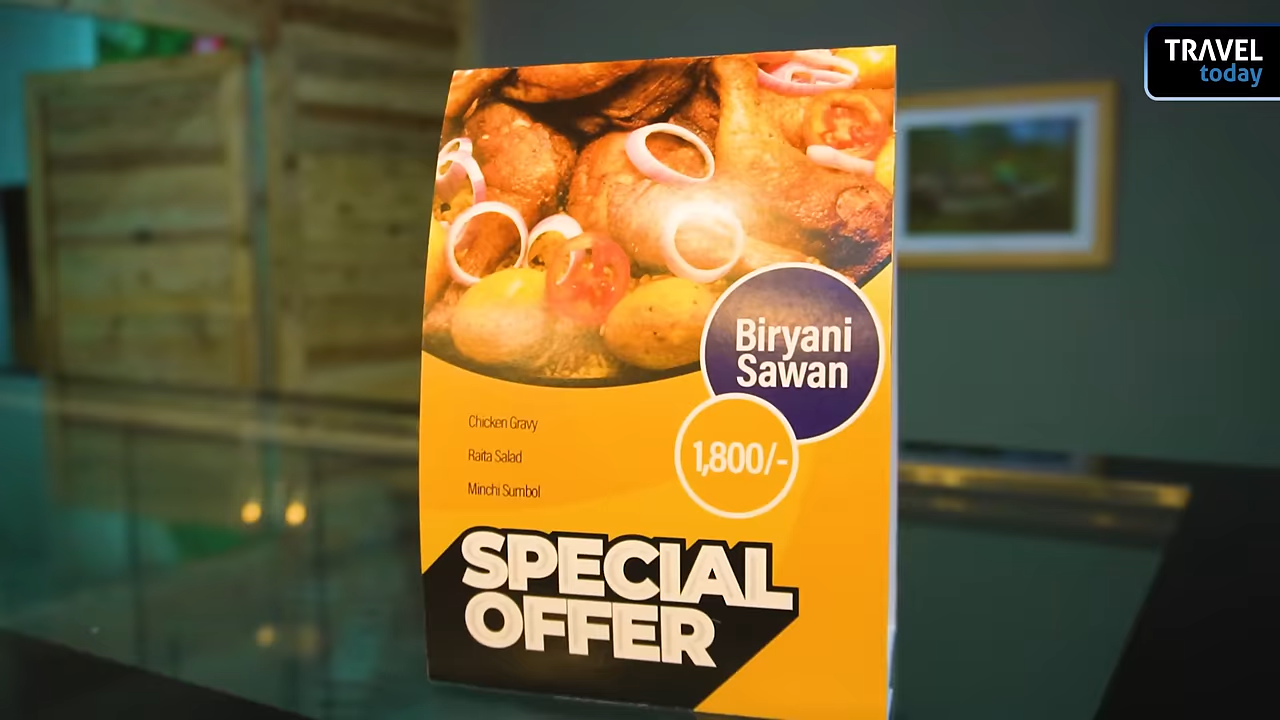 TRAVEL
today
Biryani
Sawan
1,800/-
Chicken Gravy
Raita Salad
Minchi Sumbol
SPECIAL
OFFER